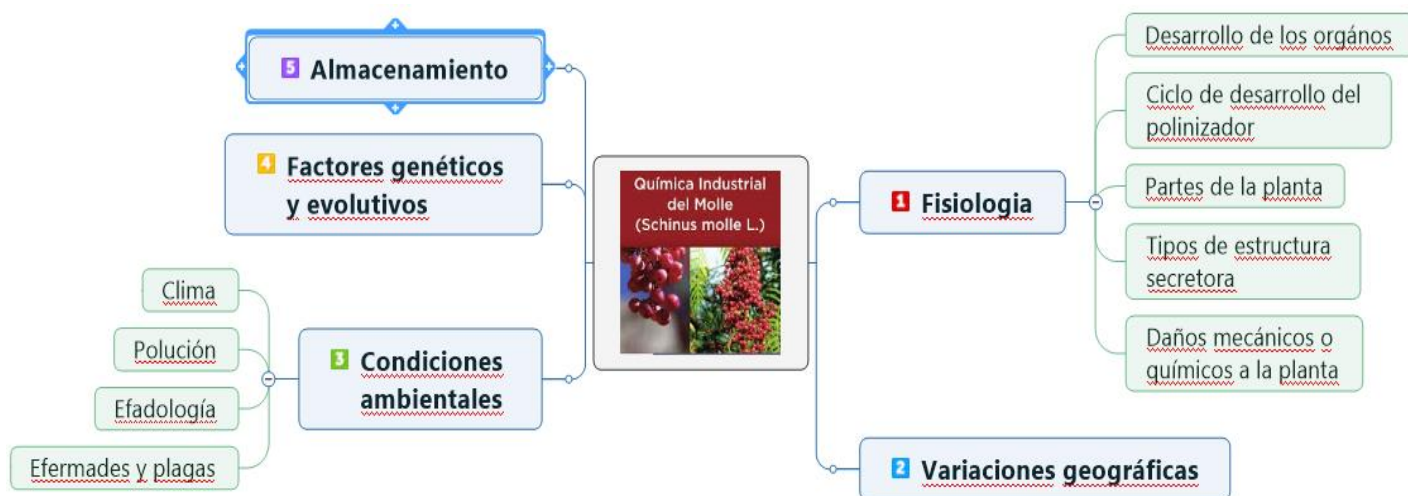 Química Industrial
del Molle
(Schinus molle L.)
1 Fisiologia
Desarrollo de los orgános
Ciclo de desarrollo del
polinizador
Partes de la planta
Tipos de estructura
secretora
Daños mecánicos o
químicos a la planta
2 Variaciones geográficas
3 Condiciones
ambientales
Clima
Polución
Efadología
Efermades y plagas
4 Factores genéticos
y evolutivos
5 Almacenamiento